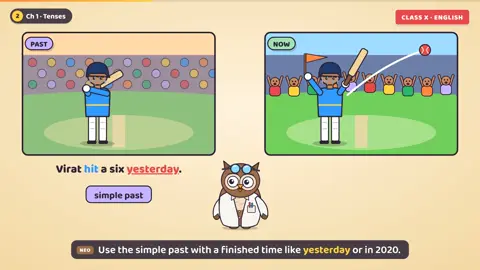 2 Ch 1 - Tenses
CLASS X - ENGLISH
PAST
NOW
Virat hit a six yesterday.
simple past
NEO Use the simple past with a finished time like yesterday or in 2020.